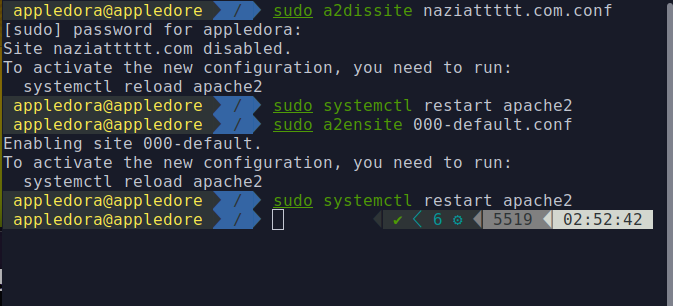 appledora@appledore / sudo a2dissite naziattttt.com.conf
[sudo] password for appledora:
Site naziattttt.com disabled.
To activate the new configuration, you need to run:
  systemctl reload apache2
appledora@appledore / sudo systemctl restart apache2
appledora@appledore / sudo a2ensite 000-default.conf
Enabling site 000-default.
To activate the new configuration, you need to run:
  systemctl reload apache2
appledora@appledore / sudo systemctl restart apache2
appledora@appledore / ✔ 6 ⚙ 5519 02:52:42